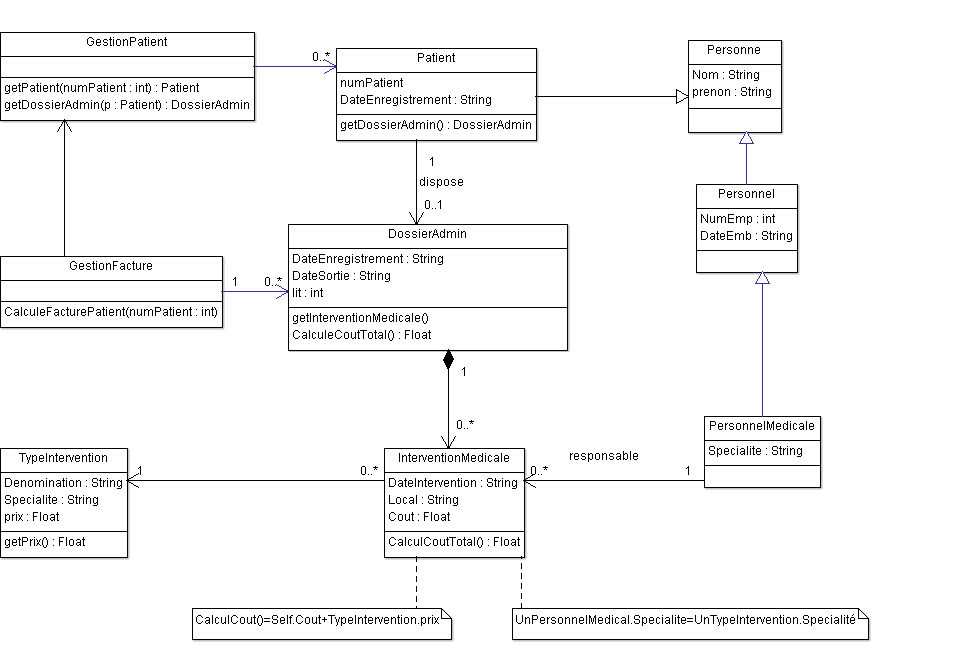 GestionPatient
getPatient(numPatient : int) : Patient
getDossierAdmin(p : Patient) : DossierAdmin
0..*
Patient
numPatient
DateEnregistrement : String
getDossierAdmin() : DossierAdmin
Personne
Nom : String
prenon : String
1
dispose
0..1
Personnel
NumEmp : int
DateEmb : String
GestionFacture
CalculeFacturePatient(numPatient : int)
1
0..*
DossierAdmin
DateEnregistrement : String
DateSortie : String
lit : int
getInterventionMedicale()
CalculeCoutTotal() : Float
1
0..*
TypeIntervention
Denomination : String
Specialite : String
prix : Float
getPrix() : Float
1
0..*
InterventionMedicale
DateIntervention : String
Local : String
Cout : Float
CalculCoutTotal() : Float
0..*
responsable
1
PersonnelMedicale
Specialite : String
CalculCout()=Self.Cout+TypeIntervention.prix
UnPersonnelMedical.Specialite=UnTypeIntervention.Specialité